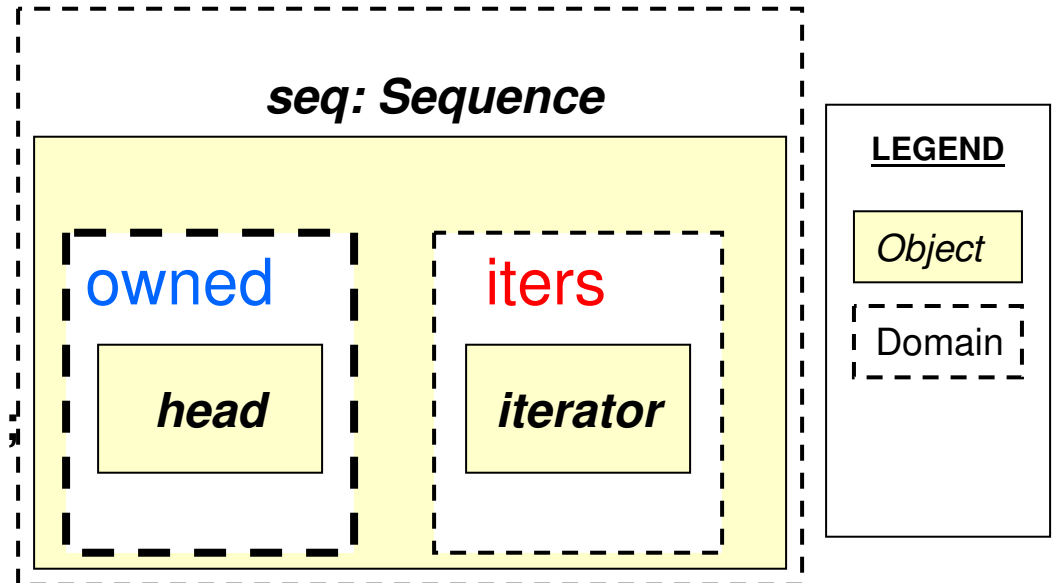 seq: Sequence
owned
iters
head
iterator
;
LEGEND
Object
Domain